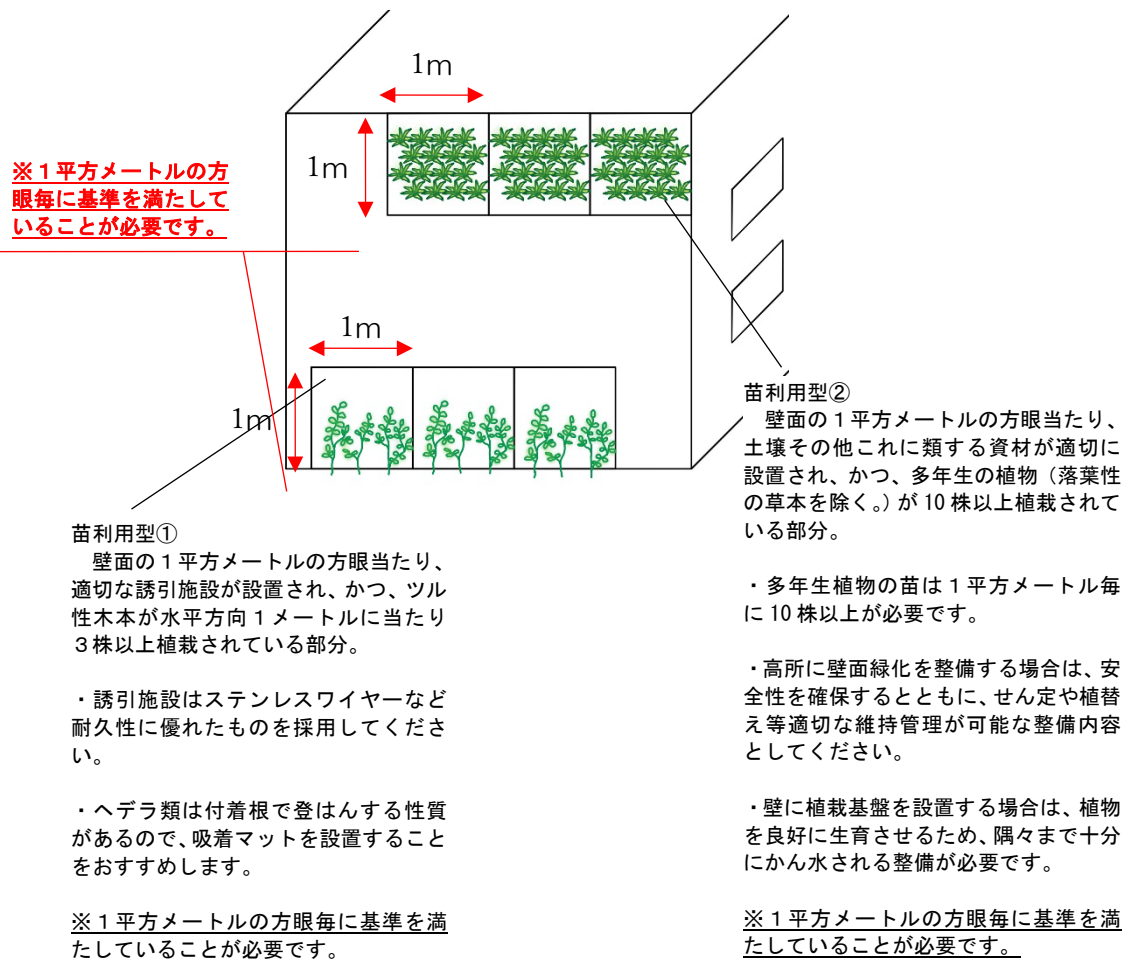 1m
1m
※１平方メートルの方
眼毎に基準を満たして
いることが必要です。
1m
1m
苗利用型①
　壁面の１平方メートルの方眼当たり、
適切な誘引施設が設置され、かつ、ツル
性木本が水平方向１メートルに当たり
３株以上植栽されている部分。
・誘引施設はステンレスワイヤーなど
耐久性に優れたものを採用してくださ
い。
・ヘデラ類は付着根で登はんする性質
があるので、吸着マットを設置すること
をおすすめします。
※１平方メートルの方眼毎に基準を満
たしていることが必要です。
苗利用型②
　壁面の１平方メートルの方眼当たり、
土壌その他これに類する資材が適切に
設置され、かつ、多年生の植物（落葉性
の草本を除く。）が 10 株以上植栽されて
いる部分。
・多年生植物の苗は１平方メートル毎
に 10 株以上が必要です。
・高所に壁面緑化を整備する場合は、安
全性を確保するとともに、せん定や植替
え等適切な維持管理が可能な整備内容
としてください。
・壁に植栽基盤を設置する場合は、植物
を良好に生育させるため、隅々まで十分
にかん水される整備が必要です。
※１平方メートルの方眼毎に基準を満
たしていることが必要です。